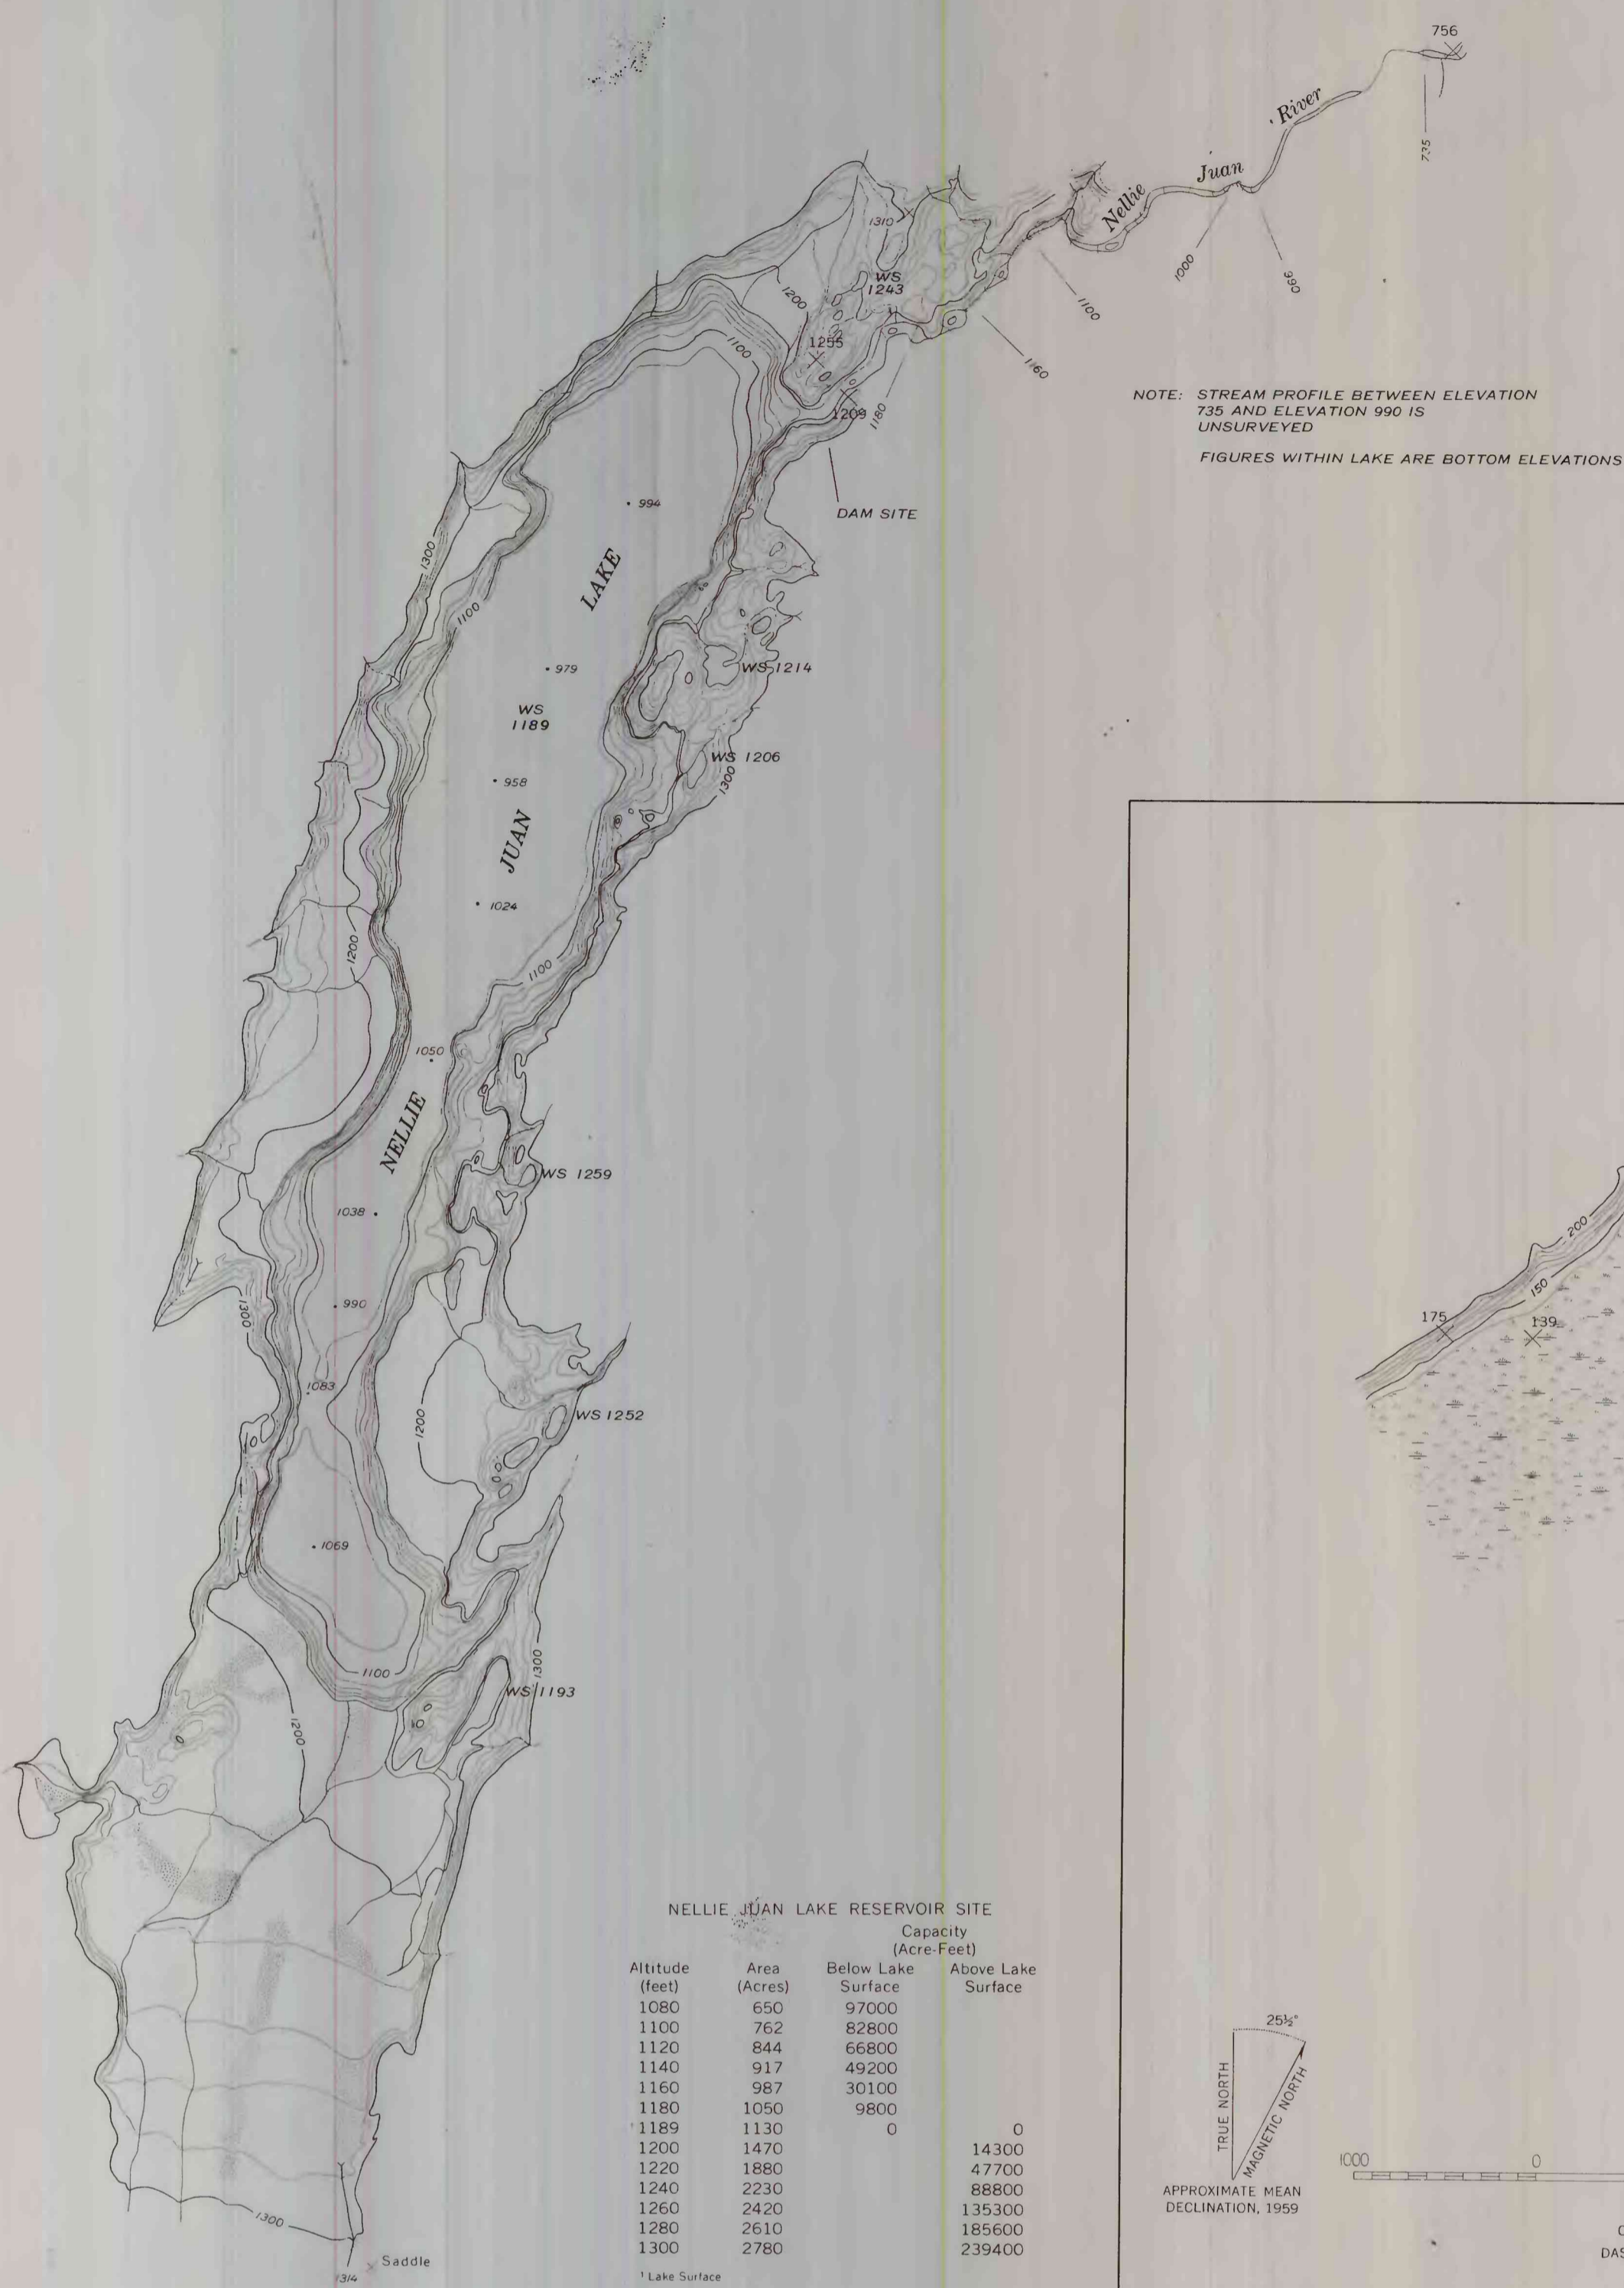 756
River
735
Juan
Nellie
1310
WS
1243
1000
990
1200
1100
1255
1100
1160
1209
1180
NOTE: STREAM PROFILE BETWEEN ELEVATION
735 AND ELEVATION 990 IS
UNSURVEYED
FIGURES WITHIN LAKE ARE BOTTOM ELEVATIONS
994
DAM SITE
1300
LAKE
1100
979
WS 1214
WS
1189
WS 1206
958
1300
JUAN
1024
1200
1100
1050
NELLIE
WS 1259
1038
200
150
1300
990
175
139
1083
1200
WS 1252
1069
1300
1100
WS 1193
1200
NELLIE JUAN LAKE RESERVOIR SITE
Capacity
(Acre-Feet)
Altitude Area Below Lake Above Lake
(feet) (Acres) Surface Surface
1080 650 97000
1100 762 82800
1120 844 66800
1140 917 49200
1160 987 30100
1180 1050 9800
¹1189 1130 0 0
1200 1470 14300
1220 1880 47700
1240 2230 88800
1260 2420 135300
1280 2610 185600
1300 2780 239400
¹ Lake Surface
25½°
TRUE NORTH
MAGNETIC NORTH
APPROXIMATE MEAN
DECLINATION, 1959
1000 0
1300
Saddle
1314
DAS